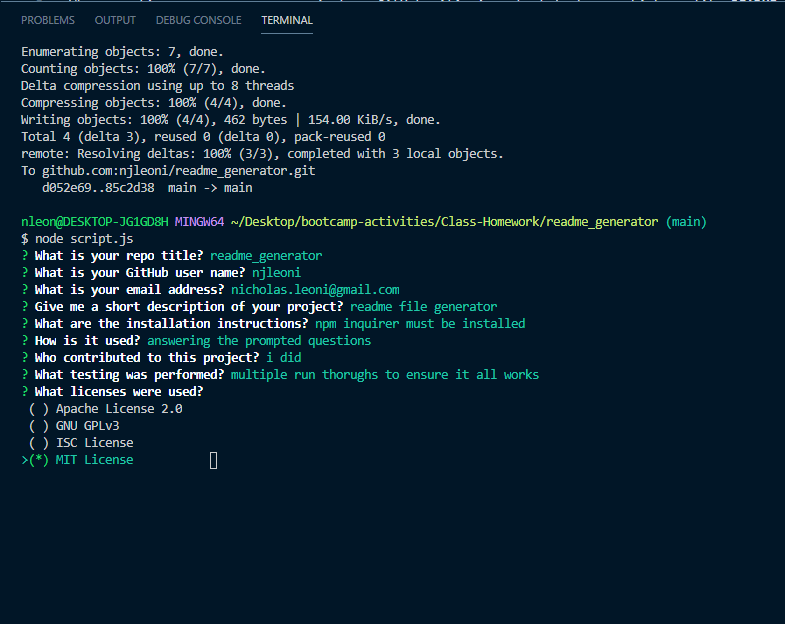 PROBLEMS OUTPUT DEBUG CONSOLE TERMINAL
Enumerating objects: 7, done.
Counting objects: 100% (7/7), done.
Delta compression using up to 8 threads
Compressing objects: 100% (4/4), done.
Writing objects: 100% (4/4), 462 bytes | 154.00 KiB/s, done.
Total 4 (delta 3), reused 0 (delta 0), pack-reused 0
remote: Resolving deltas: 100% (3/3), completed with 3 local objects.
To github.com:njleoni/readme_generator.git
   d052e69..85c2d38  main -> main
nleon@DESKTOP-JG1GD8H MINGW64 ~/Desktop/bootcamp-activities/Class-Homework/readme_generator (main)
$ node script.js
? What is your repo title? readme_generator
? What is your GitHub user name? njleoni
? What is your email address? nicholas.leoni@gmail.com
? Give me a short description of your project? readme file generator
? What are the installation instructions? npm inquirer must be installed
? How is it used? answering the prompted questions
? Who contributed to this project? i did
? What testing was performed? multiple run thorughs to ensure it all works
? What licenses were used?
 ( ) Apache License 2.0
 ( ) GNU GPLv3
 ( ) ISC License
>(*) MIT License